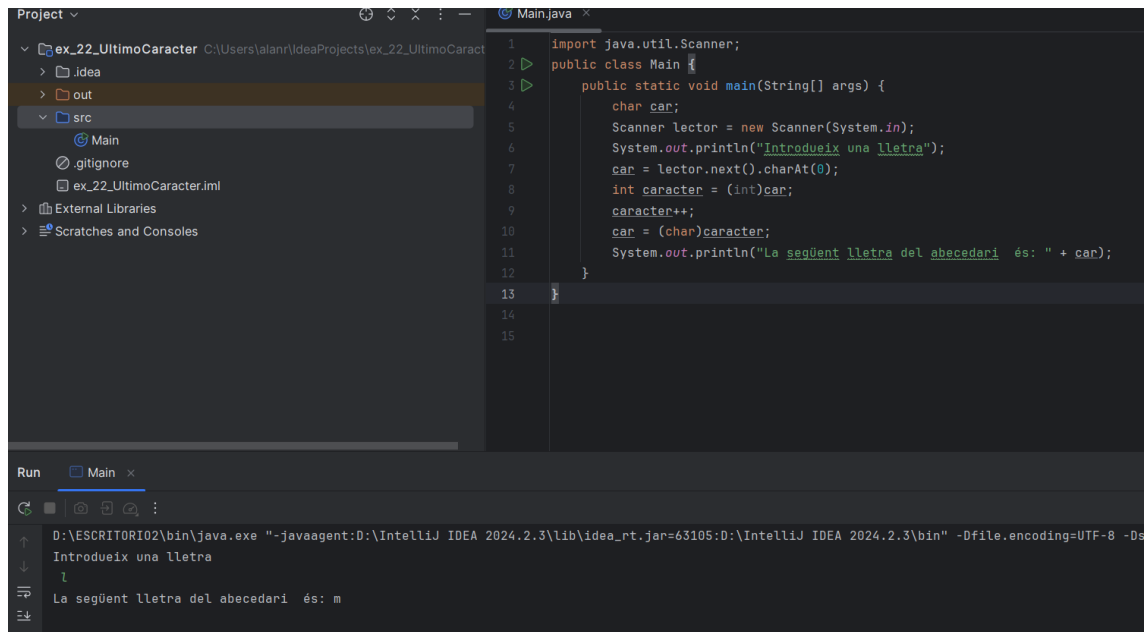 Project
Main.java
ex_22_UltimoCaracter C:\Users\alanr\IdeaProjects\ex_22_UltimoCaract
.idea
out
src
Main
.gitignore
ex_22_UltimoCaracter.iml
External Libraries
Scratches and Consoles
1 import java.util.Scanner;
2 public class Main {
3 public static void main(String[] args) {
4 char car;
5 Scanner lector = new Scanner(System.in);
6 System.out.println("Introdueix una lletra");
7 car = lector.next().charAt(0);
8 int caracter = (int)car;
9 caracter++;
10 car = (char)caracter;
11 System.out.println("La següent lletra del abecedari  és: " + car);
12 }
13 }
14
15
Run Main
D:\ESCRITORIO2\bin\java.exe "-javaagent:D:\IntelliJ IDEA 2024.2.3\lib\idea_rt.jar=63105:D:\IntelliJ IDEA 2024.2.3\bin" -Dfile.encoding=UTF-8 -Ds
Introdueix una lletra
l
La següent lletra del abecedari  és: m